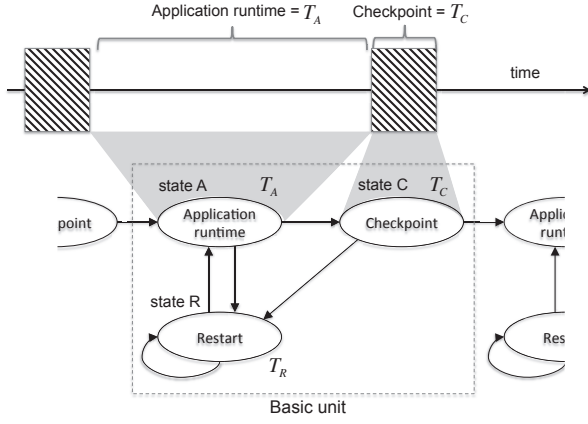 Application runtime = T_A
Checkpoint = T_C
time
state A
T_A
state C
T_C
point
Application
runtime
Checkpoint
Applic
runt
state R
Restart
Res
T_R
Basic unit